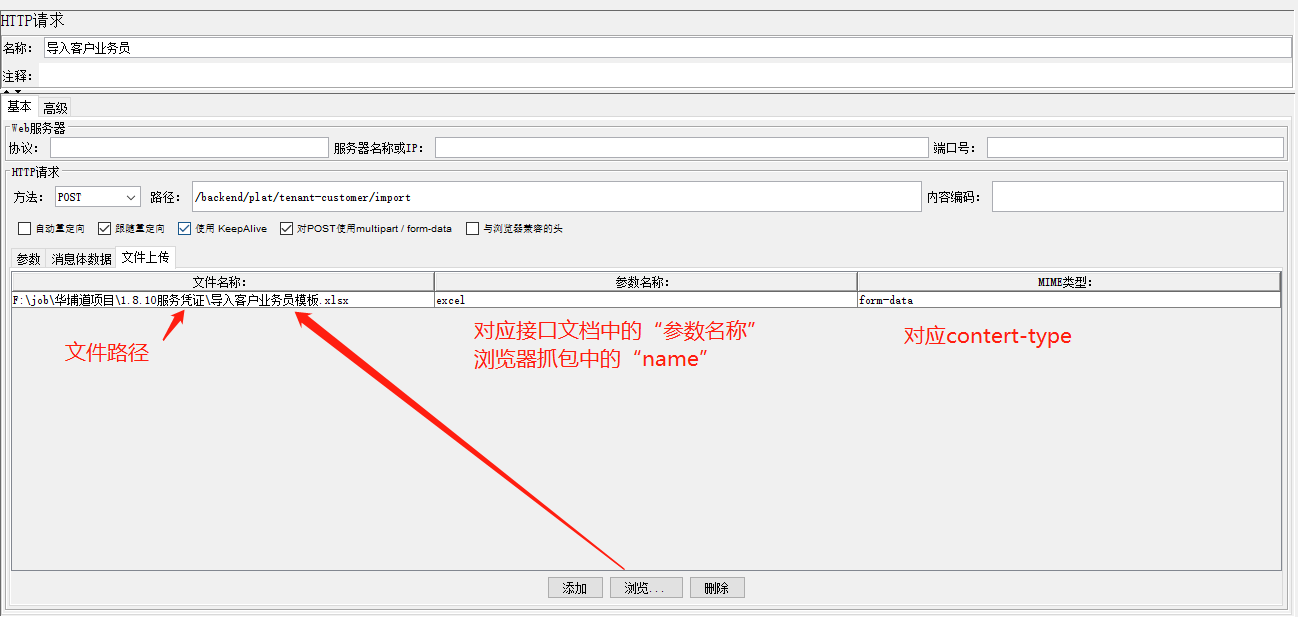 HTTP请求
名称： 导入客户业务员
注释：
基本 高级
Web服务器
协议： 服务器名称或IP： 端口号：
HTTP请求
方法： POST 路径： /backend/plat/tenant-customer/import 内容编码：
自动重定向 跟随重定向 使用 KeepAlive 对POST使用multipart / form-data 与浏览器兼容的头
参数 消息体数据 文件上传
文件名称： 参数名称： MIME类型：
F:\job\华埔道项目\1.8.10服务凭证\导入客户业务员模板.xlsx excel form-data
文件路径
对应接口文档中的“参数名称”
浏览器抓包中的“name”
对应contert-type
添加 浏览... 删除